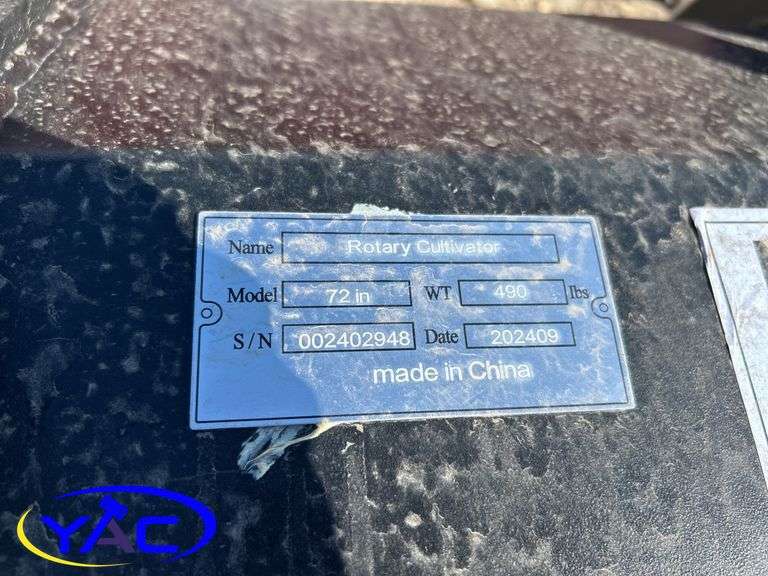 Name Rotary Cultivator
Model 72 in WT 490 lbs
S/N 002402948 Date 202409
made in China
YAC